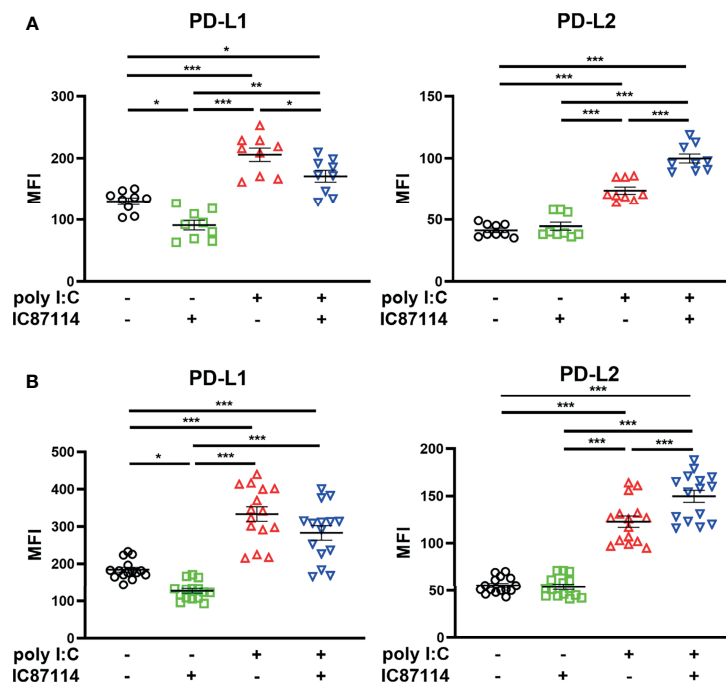 A
PD-L1
PD-L2
*
***
**
* *** *
***
***
***
*** ***
300
200
100
0
MFI
150
100
50
0
MFI
poly I:C - - + +
IC87114 - + - +
poly I:C - - + +
IC87114 - + - +
B
PD-L1
PD-L2
***
***
***
* ***
***
***
***
*** ***
500
400
300
200
100
0
MFI
200
150
100
50
0
MFI
poly I:C - - + +
IC87114 - + - +
poly I:C - - + +
IC87114 - + - +